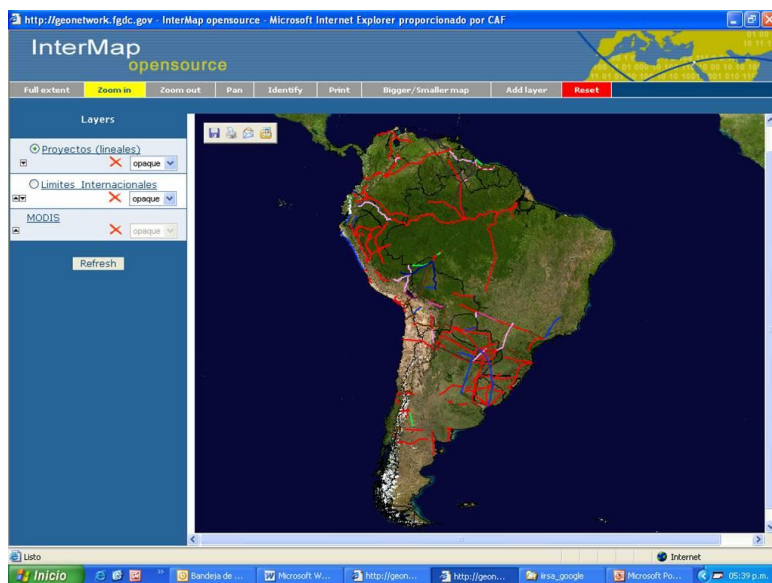 http://geonetwork.fgdc.gov - InterMap opensource - Microsoft Internet Explorer proporcionado por CAF
InterMap
opensource
Full extent Zoom in Zoom out Pan Identify Print Bigger/Smaller map Add layer Reset
Layers
Proyectos (lineales)
opaque
Limites Internacionales
opaque
MODIS
opaque
Refresh
Listo
Internet
Inicio
Bandeja de ...
Microsoft W...
http://geon...
http://geon...
iirsa_google
Microsoft Po...
05:39 p.m.